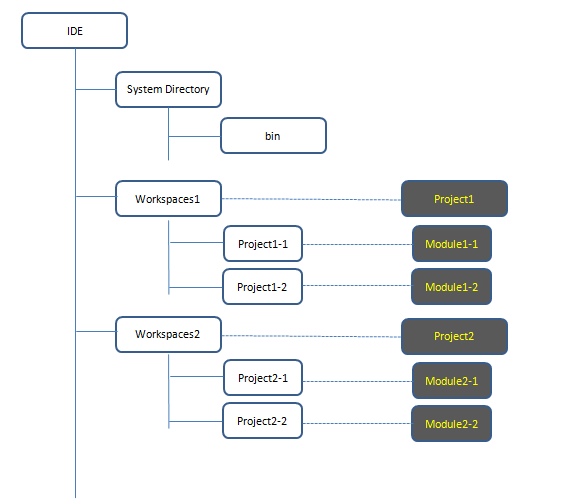 IDE
System Directory
bin
Workspaces1
Project1
Project1-1
Module1-1
Project1-2
Module1-2
Workspaces2
Project2
Project2-1
Module2-1
Project2-2
Module2-2